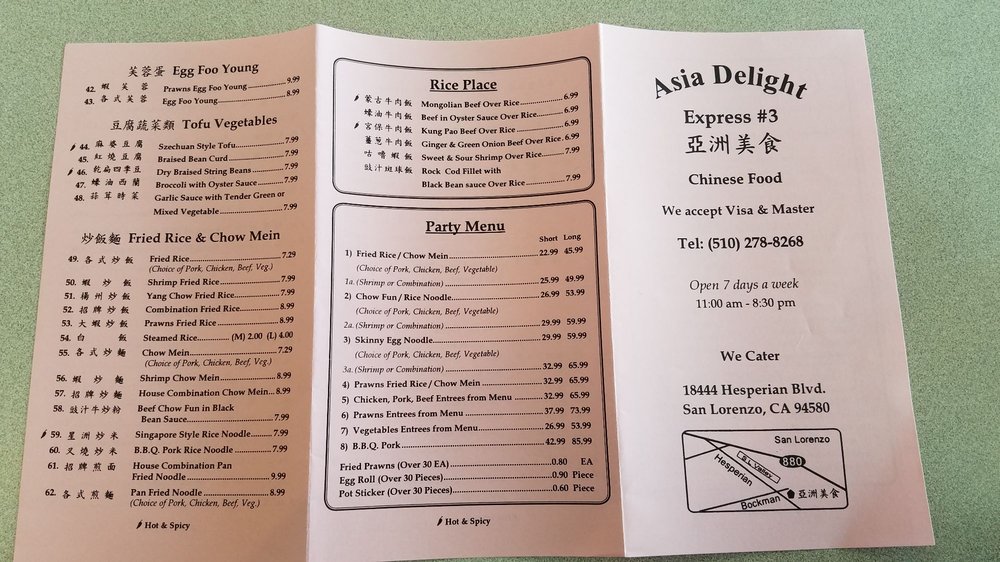 芙蓉蛋 Egg Foo Young
42. 蝦芙蓉 Prawns Egg Foo Young 9.99
43. 各式芙蓉 Egg Foo Young 8.99
豆腐蔬菜類 Tofu Vegetables
44. 麻婆豆腐 Szechuan Style Tofu 7.99
45. 紅燒豆腐 Braised Bean Curd 7.99
46. 乾扁四季豆 Dry Braised String Beans 7.99
47. 蠔油西蘭 Broccoli with Oyster Sauce 7.99
48. 蒜茸時菜 Garlic Sauce with Tender Green or
Mixed Vegetable 7.99
炒飯麵 Fried Rice & Chow Mein
49. 各式炒飯 Fried Rice 7.29
(Choice of Pork, Chicken, Beef, Veg.)
50. 蝦炒飯 Shrimp Fried Rice 7.99
51. 揚州炒飯 Yang Chow Fried Rice 7.99
52. 招牌炒飯 Combination Fried Rice 8.99
53. 大蝦炒飯 Prawns Fried Rice 8.99
54. 白飯 Steamed Rice (M) 2.00 (L) 4.00
55. 各式炒麵 Chow Mein 7.29
(Choice of Pork, Chicken, Beef, Veg.)
56. 蝦炒麵 Shrimp Chow Mein 8.99
57. 招牌炒麵 House Combination Chow Mein 8.99
58. 豉汁牛炒粉 Beef Chow Fun in Black
Bean Sauce 7.99
59. 星洲炒米 Singapore Style Rice Noodle 7.99
60. 叉燒炒米 B.B.Q. Pork Rice Noodle 7.99
61. 招牌煎面 House Combination Pan
Fried Noodle 9.99
62. 各式煎麵 Pan Fried Noodle 8.99
(Choice of Pork, Chicken, Beef, Veg.)
Hot & Spicy
Rice Place
蒙古牛肉飯 Mongolian Beef Over Rice 6.99
蠔油牛肉飯 Beef in Oyster Sauce Over Rice 6.99
宮保牛肉飯 Kung Pao Beef Over Rice 6.99
薑蔥牛肉飯 Ginger & Green Onion Beef Over Rice 6.99
咕嚕蝦飯 Sweet & Sour Shrimp Over Rice 7.99
豉汁斑球飯 Rock Cod Fillet with
Black Bean sauce Over Rice 7.99
Party Menu
Short Long
1) Fried Rice / Chow Mein 22.99 45.99
(Choice of Pork, Chicken, Beef, Vegetable)
1a. (Shrimp or Combination) 25.99 49.99
2) Chow Fun / Rice Noodle 26.99 53.99
(Choice of Pork, Chicken, Beef, Vegetable)
2a. (Shrimp or Combination) 29.99 59.99
3) Skinny Egg Noodle 29.99 59.99
(Choice of Pork, Chicken, Beef, Vegetable)
3a. (Shrimp or Combination) 32.99 65.99
4) Prawns Fried Rice / Chow Mein 32.99 65.99
5) Chicken, Pork, Beef Entrees from Menu 32.99 65.99
6) Prawns Entrees from Menu 37.99 73.99
7) Vegetables Entrees from Menu 26.99 53.99
8) B.B.Q. Pork 42.99 85.99
Fried Prawns (Over 30 EA) 0.80 EA
Egg Roll (Over 30 Pieces) 0.90 Piece
Pot Sticker (Over 30 Pieces) 0.60 Piece
Hot & Spicy
Asia Delight
Express #3
亞洲美食
Chinese Food
We accept Visa & Master
Tel: (510) 278-8268
Open 7 days a week
11:00 am - 8:30 pm
We Cater
18444 Hesperian Blvd.
San Lorenzo, CA 94580
San Lorenzo
880
Hesperian
Bockman
亞洲美食